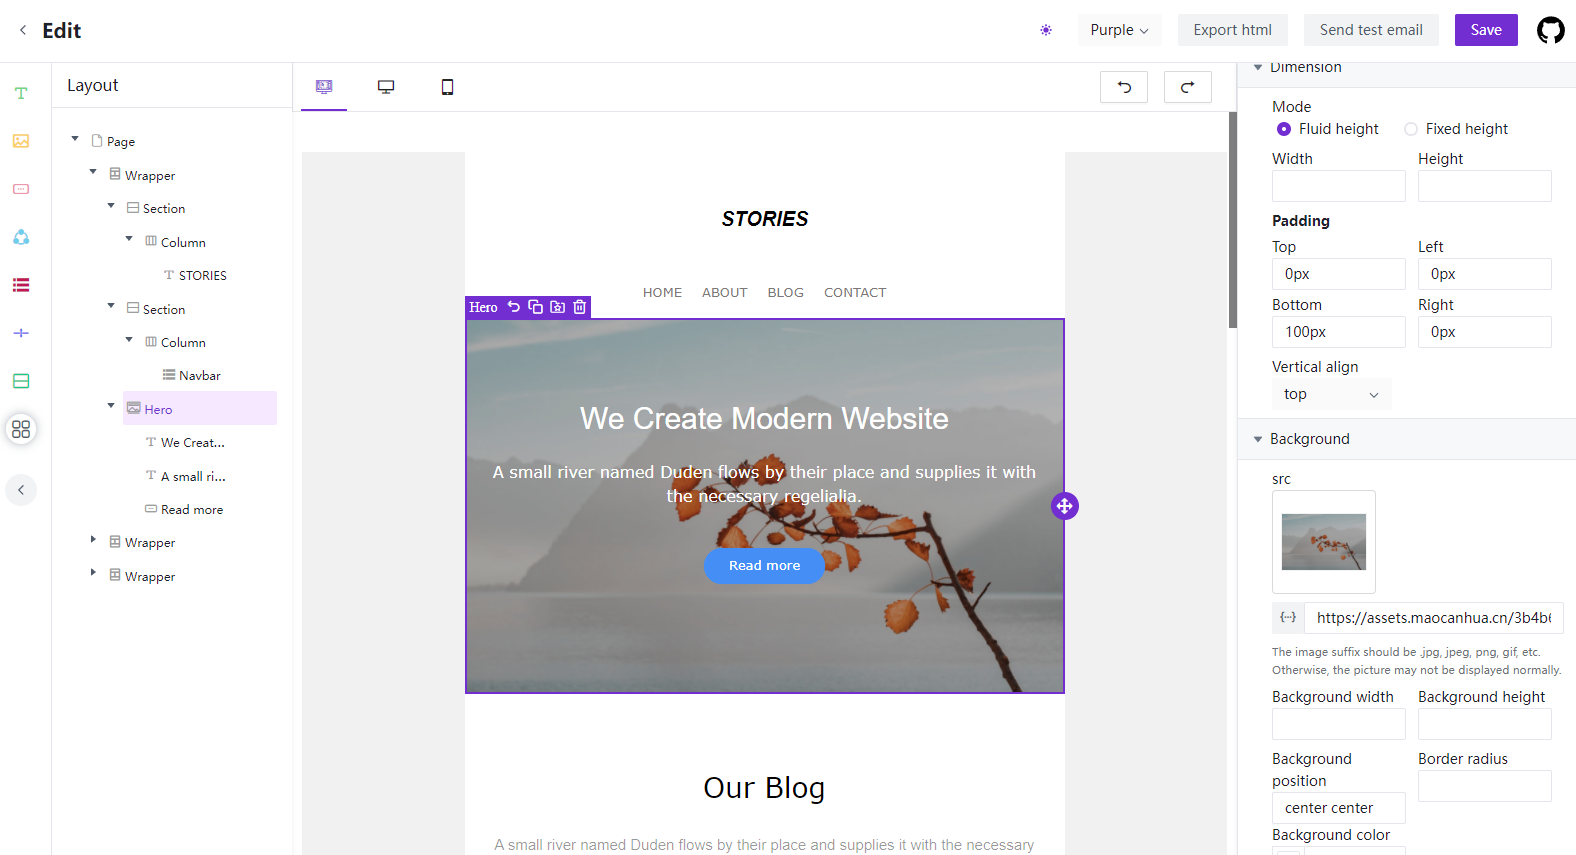 Edit
Purple
Export html
Send test email
Save
Layout
Page
Wrapper
Section
Column
STORIES
Section
Column
Navbar
Hero
We Creat...
A small ri...
Read more
Wrapper
Wrapper
STORIES
HOME ABOUT BLOG CONTACT
Hero
We Create Modern Website
A small river named Duden flows by their place and supplies it with
the necessary regelialia.
Read more
Our Blog
A small river named Duden flows by their place and supplies it with the necessary
Dimension
Mode
Fluid height Fixed height
Width Height
Padding
Top Left
0px 0px
Bottom Right
100px 0px
Vertical align
top
Background
src
{···} https://assets.maocanhua.cn/3b4b6
The image suffix should be .jpg, jpeg, png, gif, etc.
Otherwise, the picture may not be displayed normally.
Background width Background height
Background position Border radius
center center
Background color